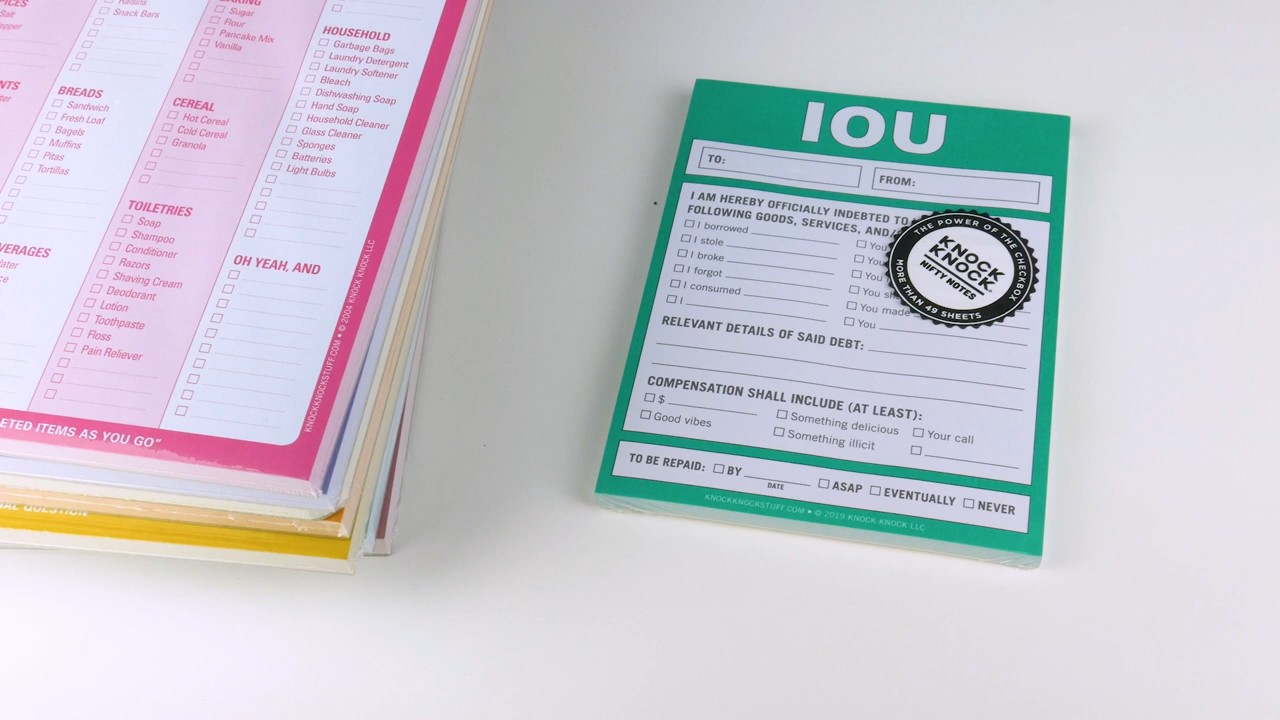 Salt
Snack Bars
BREADS
Sandwich
Fresh Loaf
Bagels
Muffins
Pitas
Tortillas
Sugar
Flour
Pancake Mix
Vanilla
CEREAL
Hot Cereal
Cold Cereal
Granola
TOILETRIES
Soap
Shampoo
Conditioner
Razors
Shaving Cream
Deodorant
Lotion
Toothpaste
Floss
Pain Reliever
HOUSEHOLD
Garbage Bags
Laundry Detergent
Laundry Softener
Bleach
Dishwashing Soap
Hand Soap
Household Cleaner
Glass Cleaner
Sponges
Batteries
Light Bulbs
OH YEAH, AND
KNOCKKNOCKSTUFF.COM • © 2004 KNOCK KNOCK LLC
ITEMS AS YOU GO"
QUESTION
IOU
TO:
FROM:
I AM HEREBY OFFICIALLY INDEBTED TO
FOLLOWING GOODS, SERVICES, AND/
I borrowed
I stole
I broke
I forgot
I consumed
I
You
You
You
You
You made
You
THE POWER OF THE CHECKBOX
KNOCK
KNOCK
NIFTY NOTES
MORE THAN 49 SHEETS
RELEVANT DETAILS OF SAID DEBT:
COMPENSATION SHALL INCLUDE (AT LEAST):
$
Something delicious
Your call
Good vibes
Something illicit
TO BE REPAID: BY ASAP EVENTUALLY NEVER
DATE
KNOCKKNOCKSTUFF.COM • © 2019 KNOCK KNOCK LLC